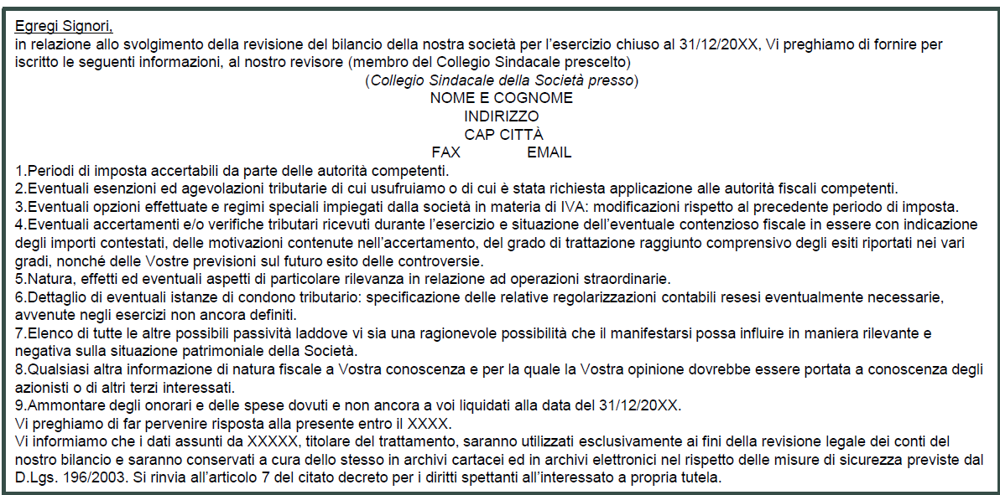 Egregi Signori,
in relazione allo svolgimento della revisione del bilancio della nostra società per l’esercizio chiuso al 31/12/20XX, Vi preghiamo di fornire per
iscritto le seguenti informazioni, al nostro revisore (membro del Collegio Sindacale prescelto)
(Collegio Sindacale della Società presso)
NOME E COGNOME
INDIRIZZO
CAP CITTÀ
FAX EMAIL
1.Periodi di imposta accertabili da parte delle autorità competenti.
2.Eventuali esenzioni ed agevolazioni tributarie di cui usufruiamo o di cui è stata richiesta applicazione alle autorità fiscali competenti.
3.Eventuali opzioni effettuate e regimi speciali impiegati dalla società in materia di IVA: modificazioni rispetto al precedente periodo di imposta.
4.Eventuali accertamenti e/o verifiche tributari ricevuti durante l’esercizio e situazione dell’eventuale contenzioso fiscale in essere con indicazione
degli importi contestati, delle motivazioni contenute nell’accertamento, del grado di trattazione raggiunto comprensivo degli esiti riportati nei vari
gradi, nonché delle Vostre previsioni sul futuro esito delle controversie.
5.Natura, effetti ed eventuali aspetti di particolare rilevanza in relazione ad operazioni straordinarie.
6.Dettaglio di eventuali istanze di condono tributario: specificazione delle relative regolarizzazioni contabili resesi eventualmente necessarie,
avvenute negli esercizi non ancora definiti.
7.Elenco di tutte le altre possibili passività laddove vi sia una ragionevole possibilità che il manifestarsi possa influire in maniera rilevante e
negativa sulla situazione patrimoniale della Società.
8.Qualsiasi altra informazione di natura fiscale a Vostra conoscenza e per la quale la Vostra opinione dovrebbe essere portata a conoscenza degli
azionisti o di altri terzi interessati.
9.Ammontare degli onorari e delle spese dovuti e non ancora a voi liquidati alla data del 31/12/20XX.
Vi preghiamo di far pervenire risposta alla presente entro il XXXX.
Vi informiamo che i dati assunti da XXXXX, titolare del trattamento, saranno utilizzati esclusivamente ai fini della revisione legale dei conti del
nostro bilancio e saranno conservati a cura dello stesso in archivi cartacei ed in archivi elettronici nel rispetto delle misure di sicurezza previste dal
D.Lgs. 196/2003. Si rinvia all’articolo 7 del citato decreto per i diritti spettanti all’interessato a propria tutela.